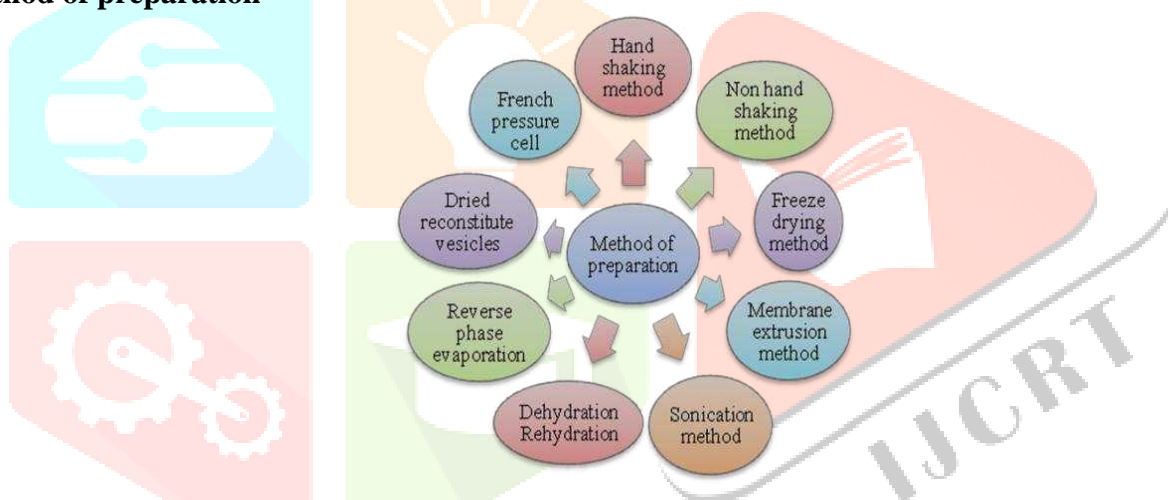 hod of preparation
Hand
shaking
method
Non hand
shaking
method
Freeze
drying
method
Membrane
extrusion
method
Sonication
method
Dehydration
Rehydration
Reverse
phase
evaporation
Dried
reconstitute
vesicles
French
pressure
cell
Method of
preparation
IJCRT